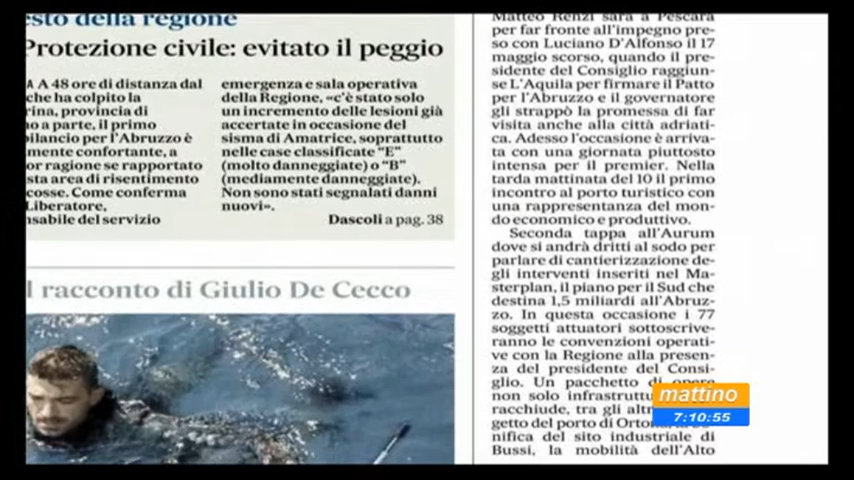 esto della regione
Protezione civile: evitato il peggio
A A 48 ore di distanza dal
che ha colpito la
rina, provincia di
o a parte, il primo
bilancio per l'Abruzzo è
mente confortante, a
or ragione se rapportato
sta area di risentimento
cosse. Come conferma
Liberatore,
nsabile del servizio
emergenza e sala operativa
della Regione, «c'è stato solo
un incremento delle lesioni già
accertate in occasione del
sisma di Amatrice, soprattutto
nelle case classificate "E"
(molto danneggiate) o "B"
(mediamente danneggiate).
Non sono stati segnalati danni
nuovi».
Dascoli a pag. 38
l racconto di Giulio De Cecco
Matteo Renzi sarà a Pescara
per far fronte all'impegno pre-
so con Luciano D'Alfonso il 17
maggio scorso, quando il pre-
sidente del Consiglio raggiun-
se L'Aquila per firmare il Patto
per l'Abruzzo e il governatore
gli strappò la promessa di far
visita anche alla città adriati-
ca. Adesso l'occasione è arriva-
ta con una giornata piuttosto
intensa per il premier. Nella
tarda mattinata del 10 il primo
incontro al porto turistico con
una rappresentanza del mon-
do economico e produttivo.
Seconda tappa all'Aurum
dove si andrà dritti al sodo per
parlare di cantierizzazione de-
gli interventi inseriti nel Ma-
sterplan, il piano per il Sud che
destina 1,5 miliardi all'Abruz-
zo. In questa occasione i 77
soggetti attuatori sottoscrive-
ranno le convenzioni operati-
ve con la Regione alla presen-
za del presidente del Consi-
glio. Un pacchetto di opere
non solo infrastruttu
racchiude, tra gli altr
getto del porto di Ortona,
nifica del sito industriale di
Bussi, la mobilità dell'Alto
mattino
7:10:55